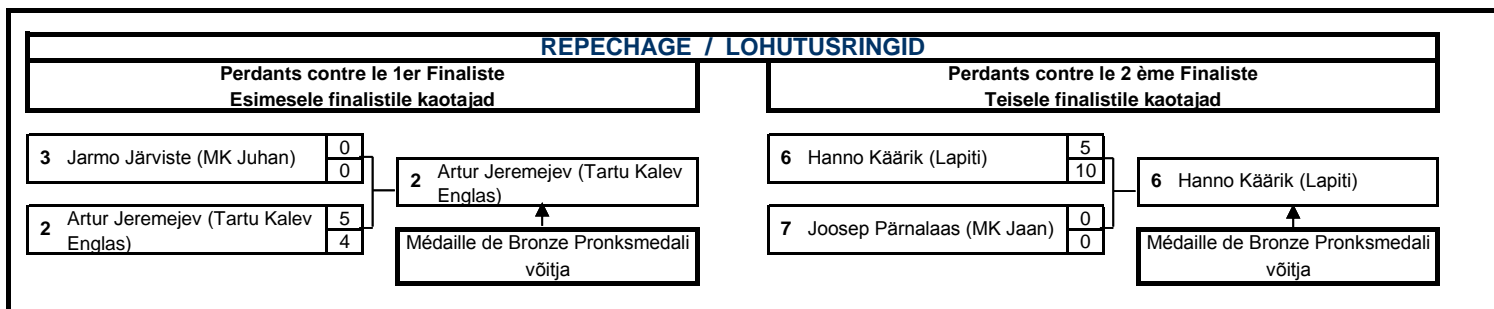 REPECHAGE / LOHUTUSRINGID
Perdants contre le 1er Finaliste
Esimesele finalistile kaotajad
3 Jarmo Järviste (MK Juhan) 0
0
2 Artur Jeremejev (Tartu Kalev
Englas)
5
4
2 Artur Jeremejev (Tartu Kalev
Englas)
Médaille de Bronze Pronksmedali
võitja
Perdants contre le 2 ème Finaliste
Teisele finalistile kaotajad
6 Hanno Käärik (Lapiti) 5
10
7 Joosep Pärnalaas (MK Jaan) 0
0
6 Hanno Käärik (Lapiti)
Médaille de Bronze Pronksmedali
võitja